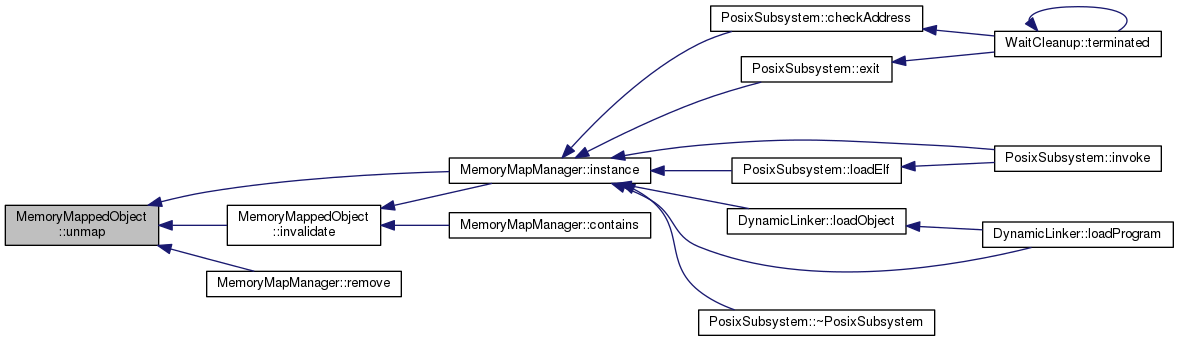 PosixSubsystem::checkAddress
WaitCleanup::terminated
PosixSubsystem::exit
MemoryMapManager::instance
PosixSubsystem::loadElf
PosixSubsystem::invoke
MemoryMappedObject
::unmap
MemoryMappedObject
::invalidate
MemoryMapManager::contains
DynamicLinker::loadObject
DynamicLinker::loadProgram
MemoryMapManager::remove
PosixSubsystem::~PosixSubsystem